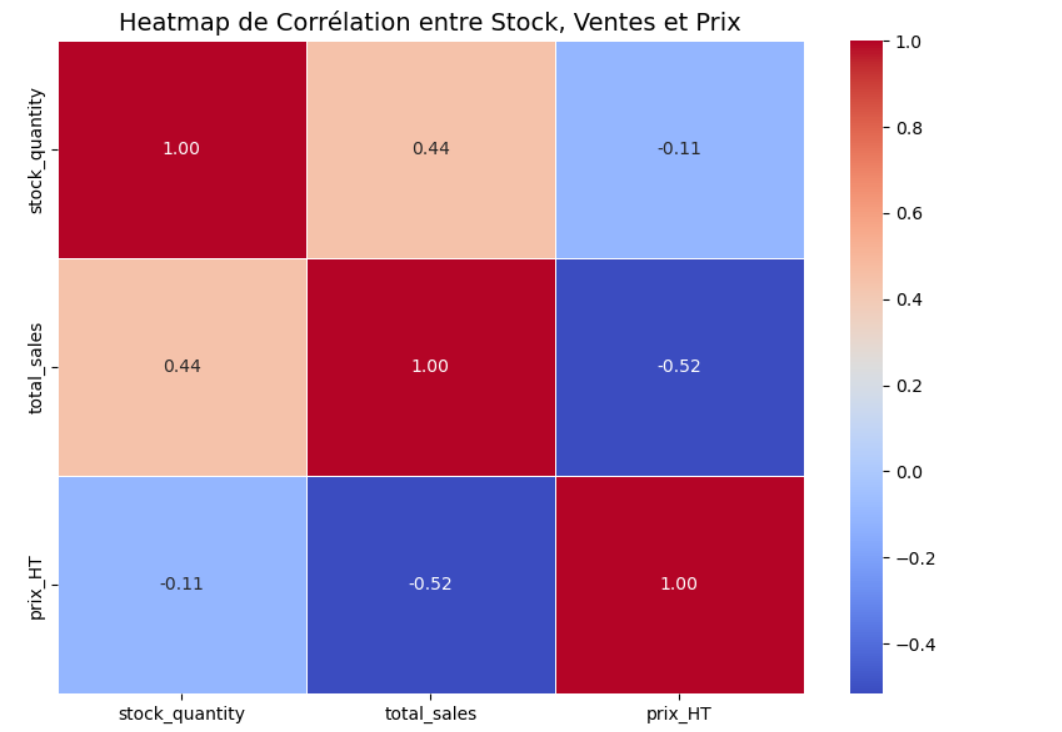 Heatmap de Corrélation entre Stock, Ventes et Prix
stock_quantity
1.00
0.44
-0.11
total_sales
0.44
1.00
-0.52
prix_HT
-0.11
-0.52
1.00
stock_quantity
total_sales
prix_HT
1.0
0.8
0.6
0.4
0.2
0.0
−0.2
−0.4